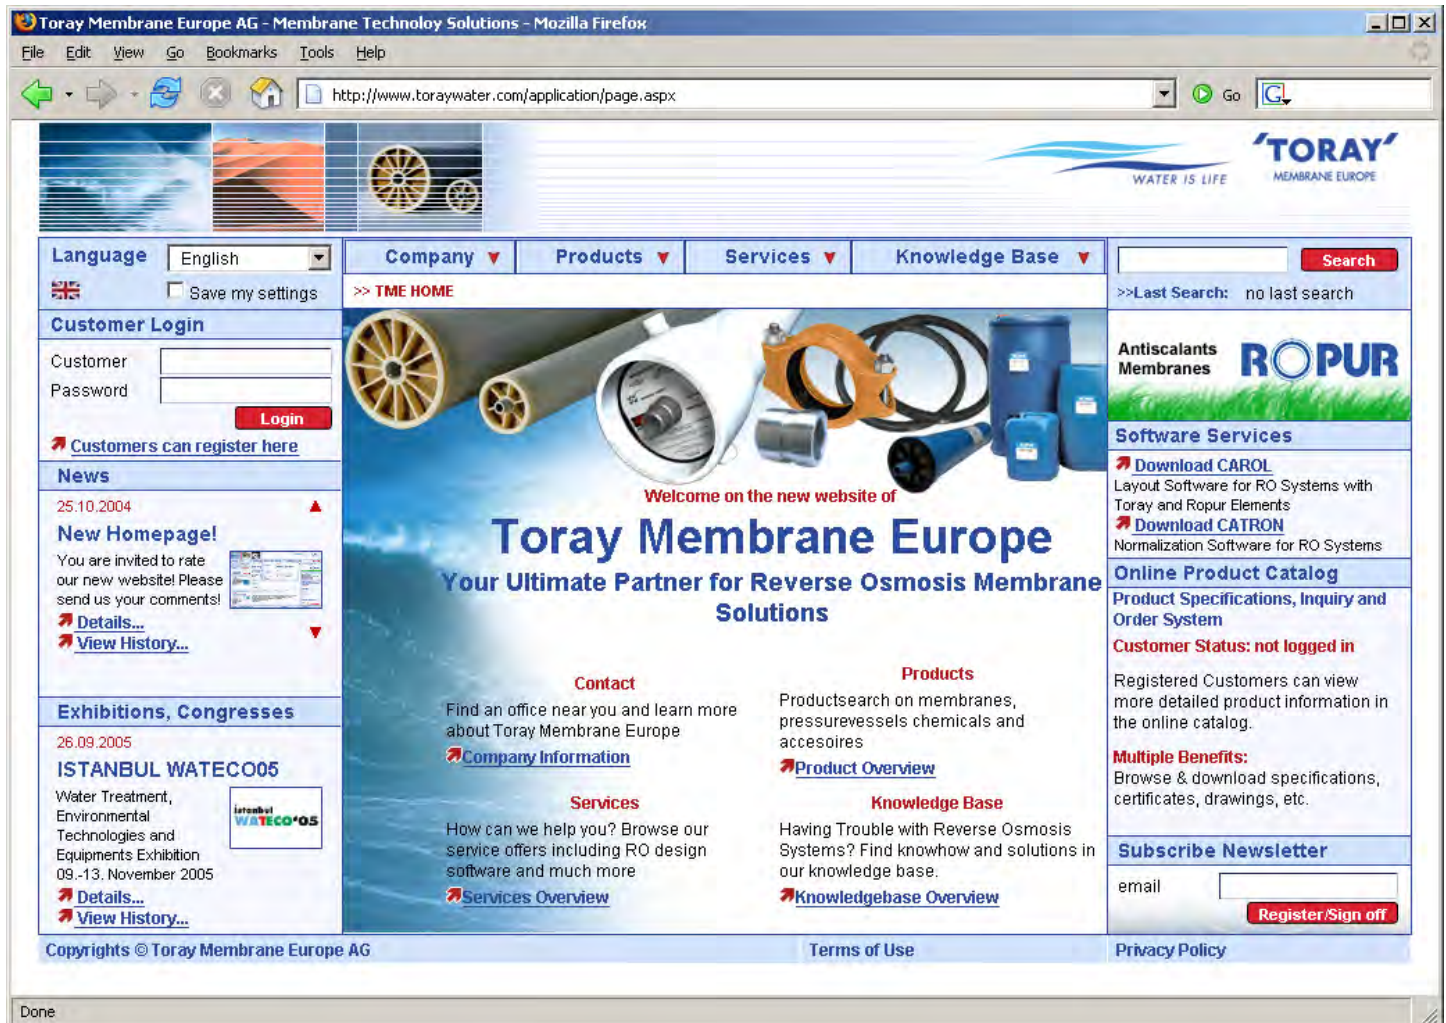 Toray Membrane Europe AG - Membrane Technoloy Solutions - Mozilla Firefox
File Edit View Go Bookmarks Tools Help
http://www.toraywater.com/application/page.aspx
Go
G
WATER IS LIFE
'TORAY'
MEMBRANE EUROPE
Language
English
Save my settings
Company
Products
Services
Knowledge Base
>> TME HOME
Search
>>Last Search: no last search
Customer Login
Customer
Password
Login
Customers can register here
News
25.10.2004
New Homepage!
You are invited to rate
our new website! Please
send us your comments!
Details...
View History...
Exhibitions, Congresses
26.09.2005
ISTANBUL WATECO05
Water Treatment,
Environmental
Technologies and
Equipments Exhibition
09.-13. November 2005
istanbul
WATECO'05
Details...
View History...
Welcome on the new website of
Toray Membrane Europe
Your Ultimate Partner for Reverse Osmosis Membrane
Solutions
Contact
Find an office near you and learn more
about Toray Membrane Europe
Company Information
Products
Productsearch on membranes,
pressurevessels chemicals and
accesoires
Product Overview
Services
How can we help you? Browse our
service offers including RO design
software and much more
Services Overview
Knowledge Base
Having Trouble with Reverse Osmosis
Systems? Find knowhow and solutions in
our knowledge base.
Knowledgebase Overview
Antiscalants
Membranes
ROPUR
Software Services
Download CAROL
Layout Software for RO Systems with
Toray and Ropur Elements
Download CATRON
Normalization Software for RO Systems
Online Product Catalog
Product Specifications, Inquiry and
Order System
Customer Status: not logged in
Registered Customers can view
more detailed product information in
the online catalog.
Multiple Benefits:
Browse & download specifications,
certificates, drawings, etc.
Subscribe Newsletter
email
Register/Sign off
Copyrights © Toray Membrane Europe AG
Terms of Use
Privacy Policy
Done